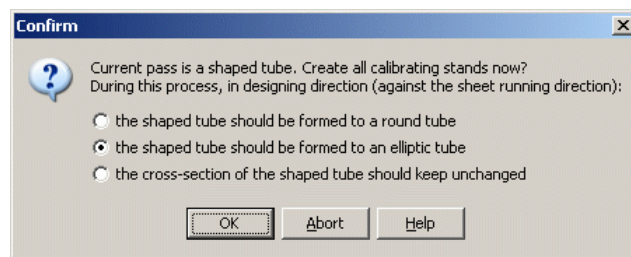 Confirm
Current pass is a shaped tube. Create all calibrating stands now?
During this process, in designing direction (against the sheet running direction):
the shaped tube should be formed to a round tube
the shaped tube should be formed to an elliptic tube
the cross-section of the shaped tube should keep unchanged
OK Abort Help